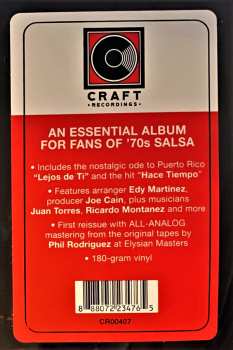 CRAFT
RECORDINGS
AN ESSENTIAL ALBUM
FOR FANS OF '70s SALSA
• Includes the nostalgic ode to Puerto Rico
"Lejos de Ti" and the hit "Hace Tiempo"
• Features arranger Edy Martinez,
producer Joe Cain, plus musicians
Juan Torres, Ricardo Montanez and more
• First reissue with ALL-ANALOG
mastering from the original tapes by
Phil Rodriguez at Elysian Masters
• 180-gram vinyl
8 88072 23476 5
CR00407